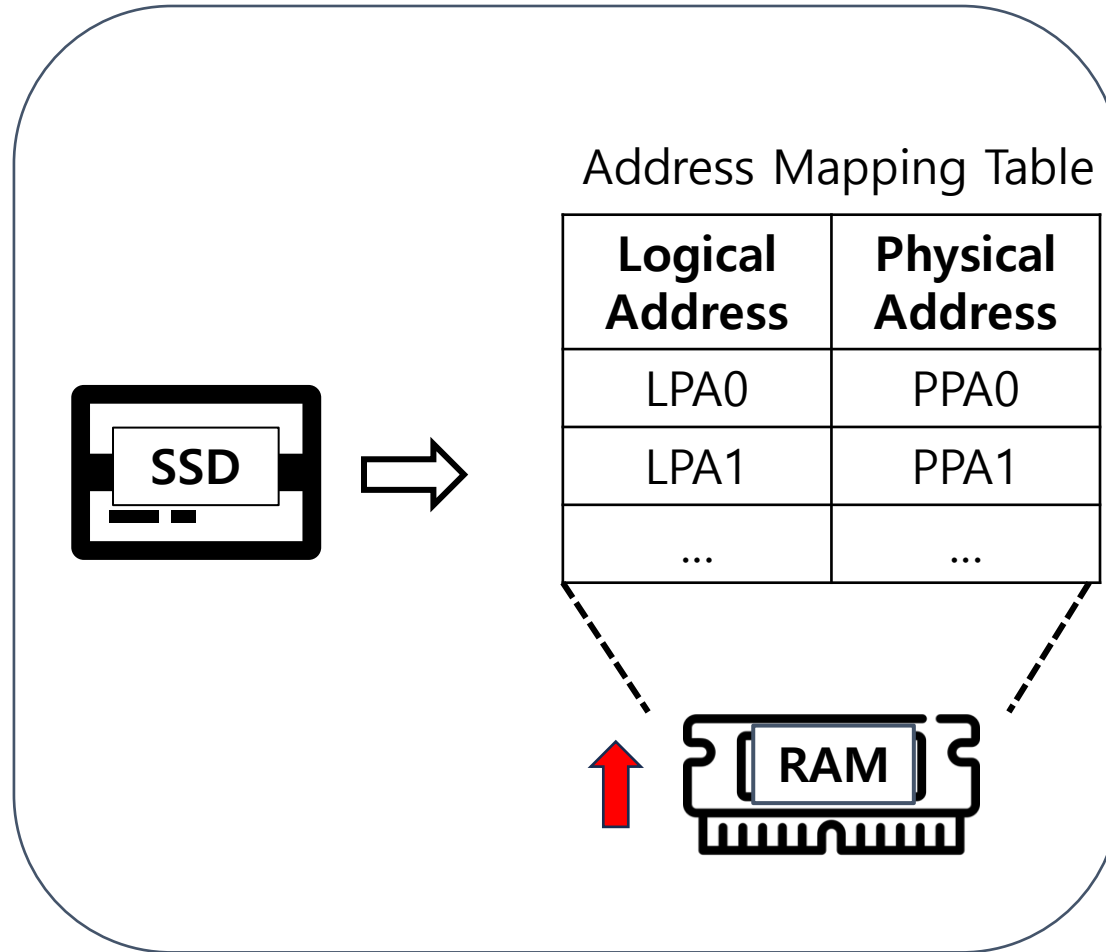 Address Mapping Table
Logical Address
Physical Address
LPA0
PPA0
LPA1
PPA1
...
...
SSD
RAM